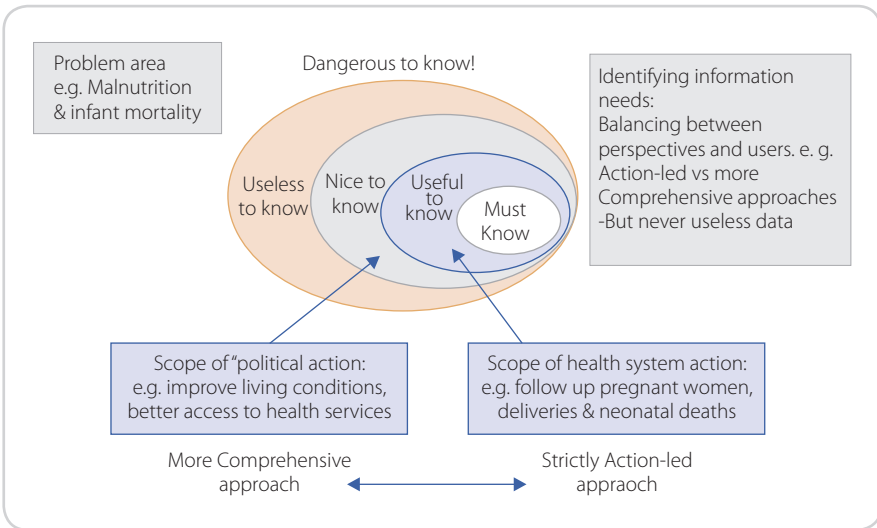 Problem area
e.g. Malnutrition
& infant mortality
Dangerous to know!
Identifying information
needs:
Balancing between
perspectives and users. e. g.
Action-led vs more
Comprehensive approaches
-But never useless data
Useless
to know
Nice to
know
Useful
to
know
Must
Know
Scope of “political action:
e.g. improve living conditions,
better access to health services
Scope of health system action:
e.g. follow up pregnant women,
deliveries & neonatal deaths
More Comprehensive
approach
Strictly Action-led
appraoch